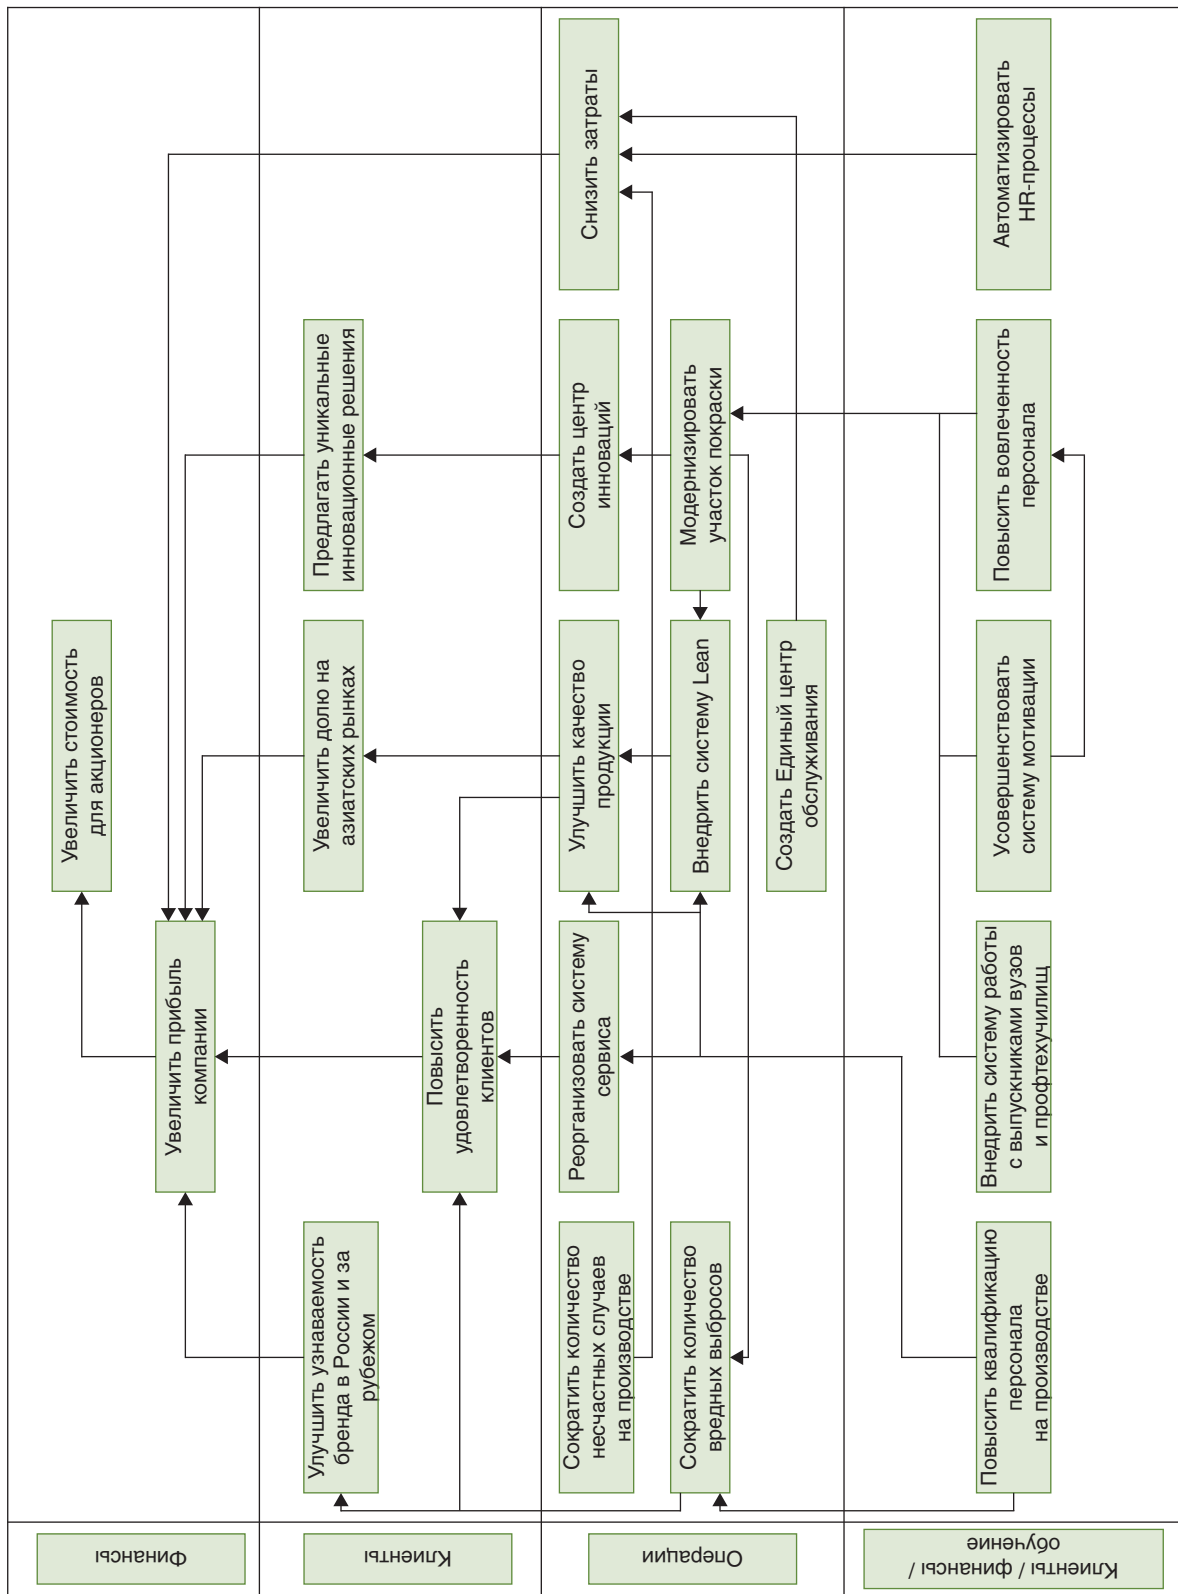 Финансы
Увеличить стоимость
для акционеров
Увеличить прибыль
компании
Клиенты
Улучшить узнаваемость
бренда в России и за
рубежом
Увеличить долю на
азиатских рынках
Предлагать уникальные
инновационные решения
Повысить
удовлетворенность
клиентов
Операции
Сократить количество
несчастных случаев
на производстве
Реорганизовать систему
сервиса
Улучшить качество
продукции
Создать центр
инноваций
Снизить затраты
Сократить количество
вредных выбросов
Внедрить систему Lean
Модернизировать
участок покраски
Создать Единый центр
обслуживания
Клиенты / финансы /
обучение
Повысить квалификацию
персонала
на производстве
Внедрить систему работы
с выпускниками вузов
и профтехучилищ
Усовершенствовать
систему мотивации
Повысить вовлеченность
персонала
Автоматизировать
HR-процессы